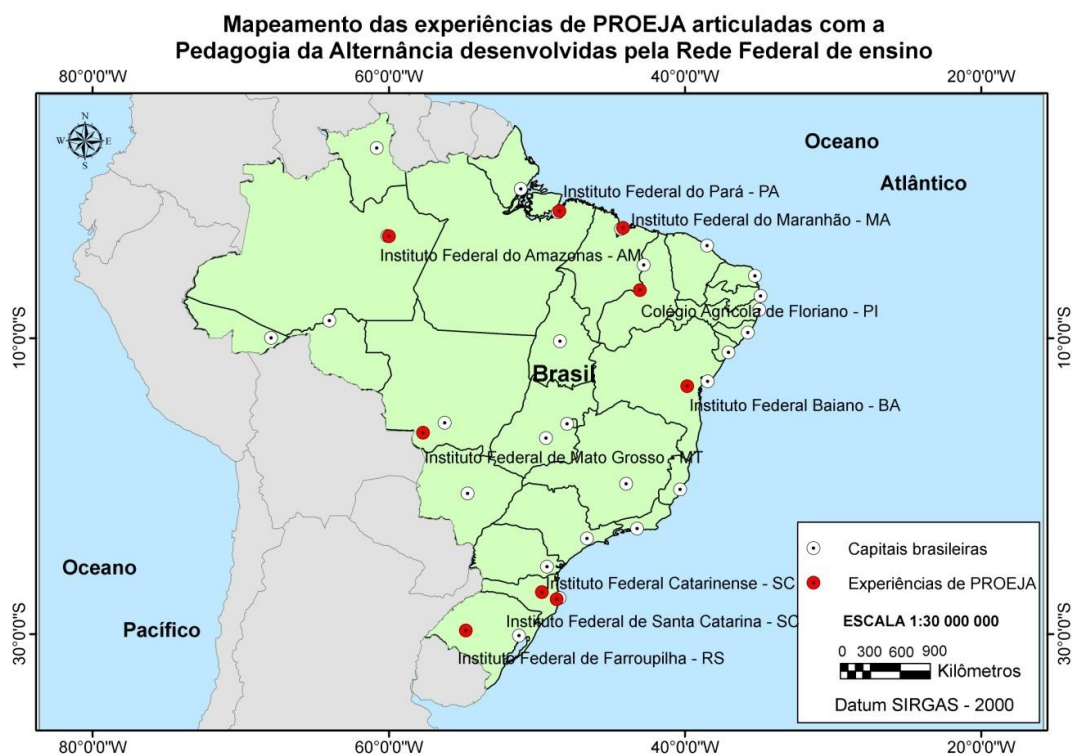 Mapeamento das experiências de PROEJA articuladas com a
Pedagogia da Alternância desenvolvidas pela Rede Federal de ensino
80°0'0"W 60°0'0"W 40°0'0"W 20°0'0"W
N
W E
S
Oceano
Atlântico
Instituto Federal do Pará - PA
Instituto Federal do Maranhão - MA
Instituto Federal do Amazonas - AM
Colégio Agrícola de Floriano - PI
10°0'0"S 10°0'0"S
Brasil
Instituto Federal Baiano - BA
Instituto Federal de Mato Grosso - MT
Oceano
Pacífico
Instituto Federal Catarinense - SC
Instituto Federal de Santa Catarina - SC
Instituto Federal de Farroupilha - RS
30°0'0"S 30°0'0"S
Capitais brasileiras
Experiências de PROEJA
ESCALA 1:30 000 000
0 300 600 900
Kilômetros
Datum SIRGAS - 2000
80°0'0"W 60°0'0"W 40°0'0"W 20°0'0"W